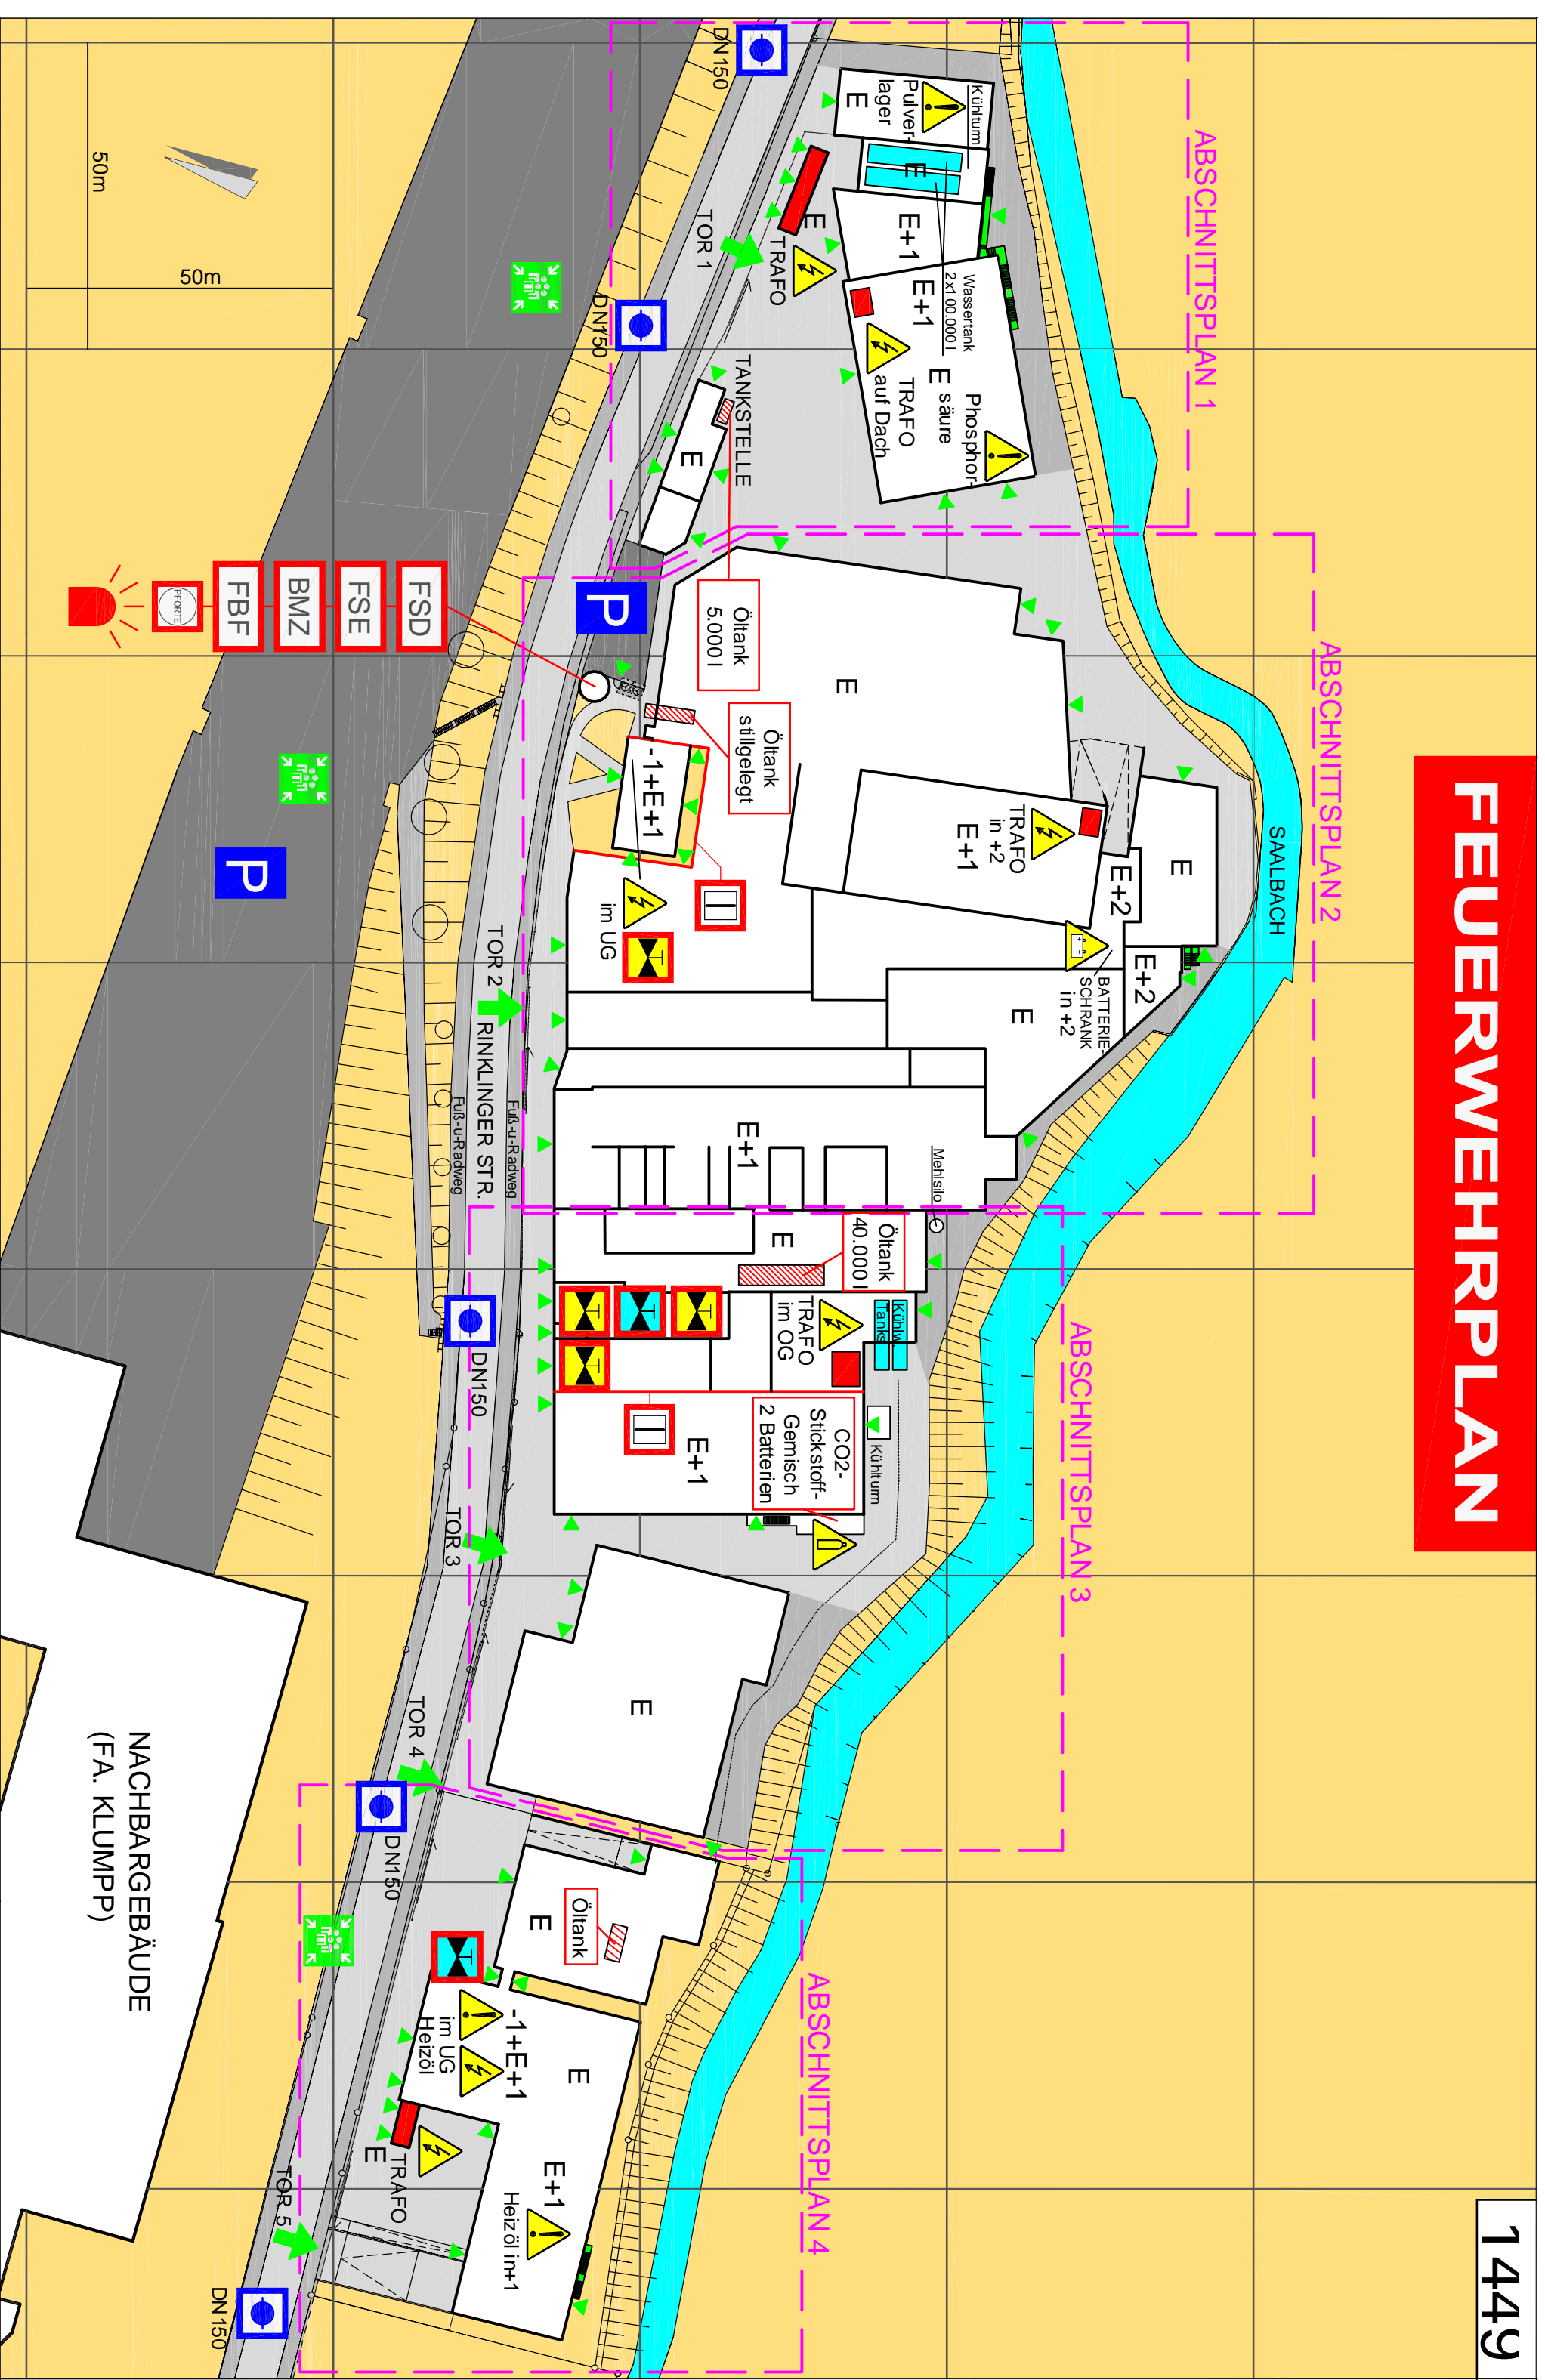 FEUERWEHRPLAN
1449
ABSCHNITTSPLAN 1
ABSCHNITTSPLAN 2
ABSCHNITTSPLAN 3
ABSCHNITTSPLAN 4
SAALBACH
DN150
Kühlturm
Pulver-
lager
E
E
E+1
E+1
Wassertank
2x100.000 l
E
Phosphor-
säure
TRAFO
auf Dach
E
TRAFO
TOR 1
DN150
TANKSTELLE
E
Öltank
5.000 l
Öltank
stillgelegt
E
-1+E+1
im UG
TRAFO
in +2
E+1
E
E+2
E+2
BATTERIE-
SCHRANK
in +2
E
E+1
Mehlsilo
P
FSD
FSE
BMZ
FBF
PFORTE
P
TOR 2
RINKLINGER STR.
Fuß-u-Radweg
Fuß-u-Radweg
E
Öltank
40.000 l
TRAFO
im OG
Kühlw.
Tanks
T
T
T
T
T
CO2-
Stickstoff-
Gemisch
2 Batterien
Kühlturm
E+1
DN150
TOR 3
E
TOR 4
DN150
E
Öltank
T
-1+E+1
im UG
Heizöl
E
E
TRAFO
E+1
Heizöl in+1
TOR 5
DN150
NACHBARGEBÄUDE
(FA. KLUMPP)
50m
50m